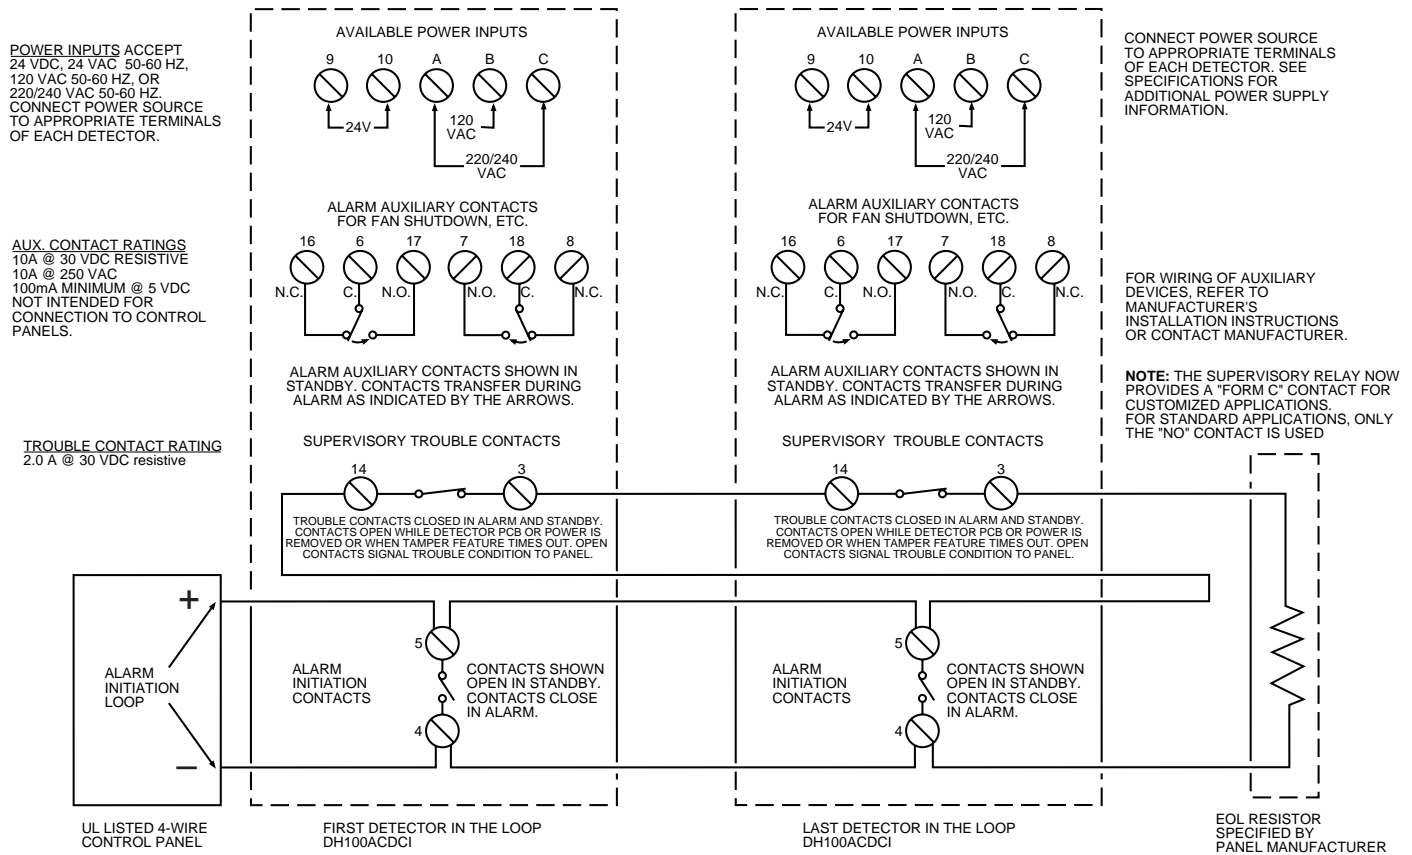 POWER INPUTS ACCEPT
24 VDC, 24 VAC 50-60 HZ,
120 VAC 50-60 HZ, OR
220/240 VAC 50-60 HZ.
CONNECT POWER SOURCE
TO APPROPRIATE TERMINALS
OF EACH DETECTOR.
AUX. CONTACT RATINGS
10A @ 30 VDC RESISTIVE
10A @ 250 VAC
100mA MINIMUM @ 5 VDC
NOT INTENDED FOR
CONNECTION TO CONTROL
PANELS.
TROUBLE CONTACT RATING
2.0 A @ 30 VDC resistive
AVAILABLE POWER INPUTS
9 10 A B C
24V
120
VAC
220/240
VAC
ALARM AUXILIARY CONTACTS
FOR FAN SHUTDOWN, ETC.
16 6 17 7 18 8
N.C. C. N.O. N.O. C. N.C.
ALARM AUXILIARY CONTACTS SHOWN IN
STANDBY. CONTACTS TRANSFER DURING
ALARM AS INDICATED BY THE ARROWS.
SUPERVISORY TROUBLE CONTACTS
14 3
TROUBLE CONTACTS CLOSED IN ALARM AND STANDBY.
CONTACTS OPEN WHILE DETECTOR PCB OR POWER IS
REMOVED OR WHEN TAMPER FEATURE TIMES OUT. OPEN
CONTACTS SIGNAL TROUBLE CONDITION TO PANEL.
AVAILABLE POWER INPUTS
9 10 A B C
24V
120
VAC
220/240
VAC
ALARM AUXILIARY CONTACTS
FOR FAN SHUTDOWN, ETC.
16 6 17 7 18 8
N.C. C. N.O. N.O. C. N.C.
ALARM AUXILIARY CONTACTS SHOWN IN
STANDBY. CONTACTS TRANSFER DURING
ALARM AS INDICATED BY THE ARROWS.
SUPERVISORY TROUBLE CONTACTS
14 3
TROUBLE CONTACTS CLOSED IN ALARM AND STANDBY.
CONTACTS OPEN WHILE DETECTOR PCB OR POWER IS
REMOVED OR WHEN TAMPER FEATURE TIMES OUT. OPEN
CONTACTS SIGNAL TROUBLE CONDITION TO PANEL.
CONNECT POWER SOURCE
TO APPROPRIATE TERMINALS
OF EACH DETECTOR. SEE
SPECIFICATIONS FOR
ADDITIONAL POWER SUPPLY
INFORMATION.
FOR WIRING OF AUXILIARY
DEVICES, REFER TO
MANUFACTURER'S
INSTALLATION INSTRUCTIONS
OR CONTACT MANUFACTURER.
NOTE: THE SUPERVISORY RELAY NOW
PROVIDES A "FORM C" CONTACT FOR
CUSTOMIZED APPLICATIONS.
FOR STANDARD APPLICATIONS, ONLY
THE "NO" CONTACT IS USED
+
ALARM
INITIATION
LOOP
−
UL LISTED 4-WIRE
CONTROL PANEL
ALARM
INITIATION
CONTACTS
5
4
CONTACTS SHOWN
OPEN IN STANDBY.
CONTACTS CLOSE
IN ALARM.
FIRST DETECTOR IN THE LOOP
DH100ACDCI
ALARM
INITIATION
CONTACTS
5
4
CONTACTS SHOWN
OPEN IN STANDBY.
CONTACTS CLOSE
IN ALARM.
LAST DETECTOR IN THE LOOP
DH100ACDCI
EOL RESISTOR
SPECIFIED BY
PANEL MANUFACTURER